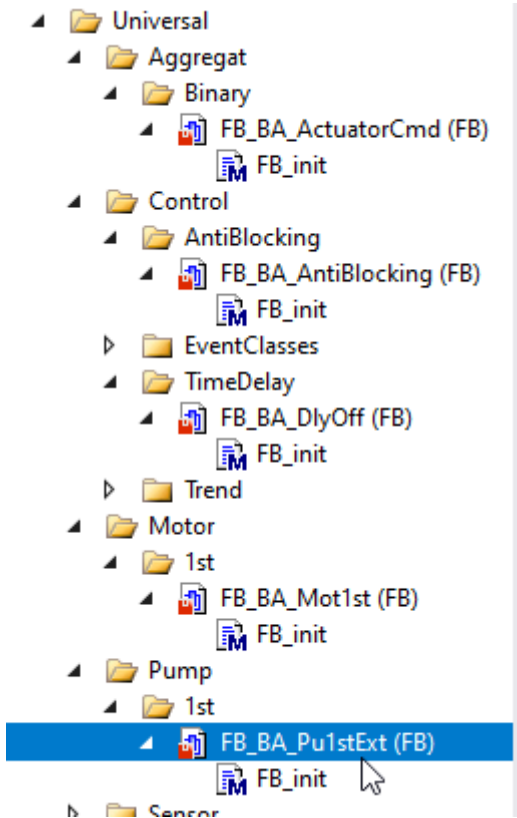 Universal
Aggregat
Binary
FB_BA_ActuatorCmd (FB)
FB_init
Control
AntiBlocking
FB_BA_AntiBlocking (FB)
FB_init
EventClasses
TimeDelay
FB_BA_DlyOff (FB)
FB_init
Trend
Motor
1st
FB_BA_Mot1st (FB)
FB_init
Pump
1st
FB_BA_Pu1stExt (FB)
FB_init
Sensor